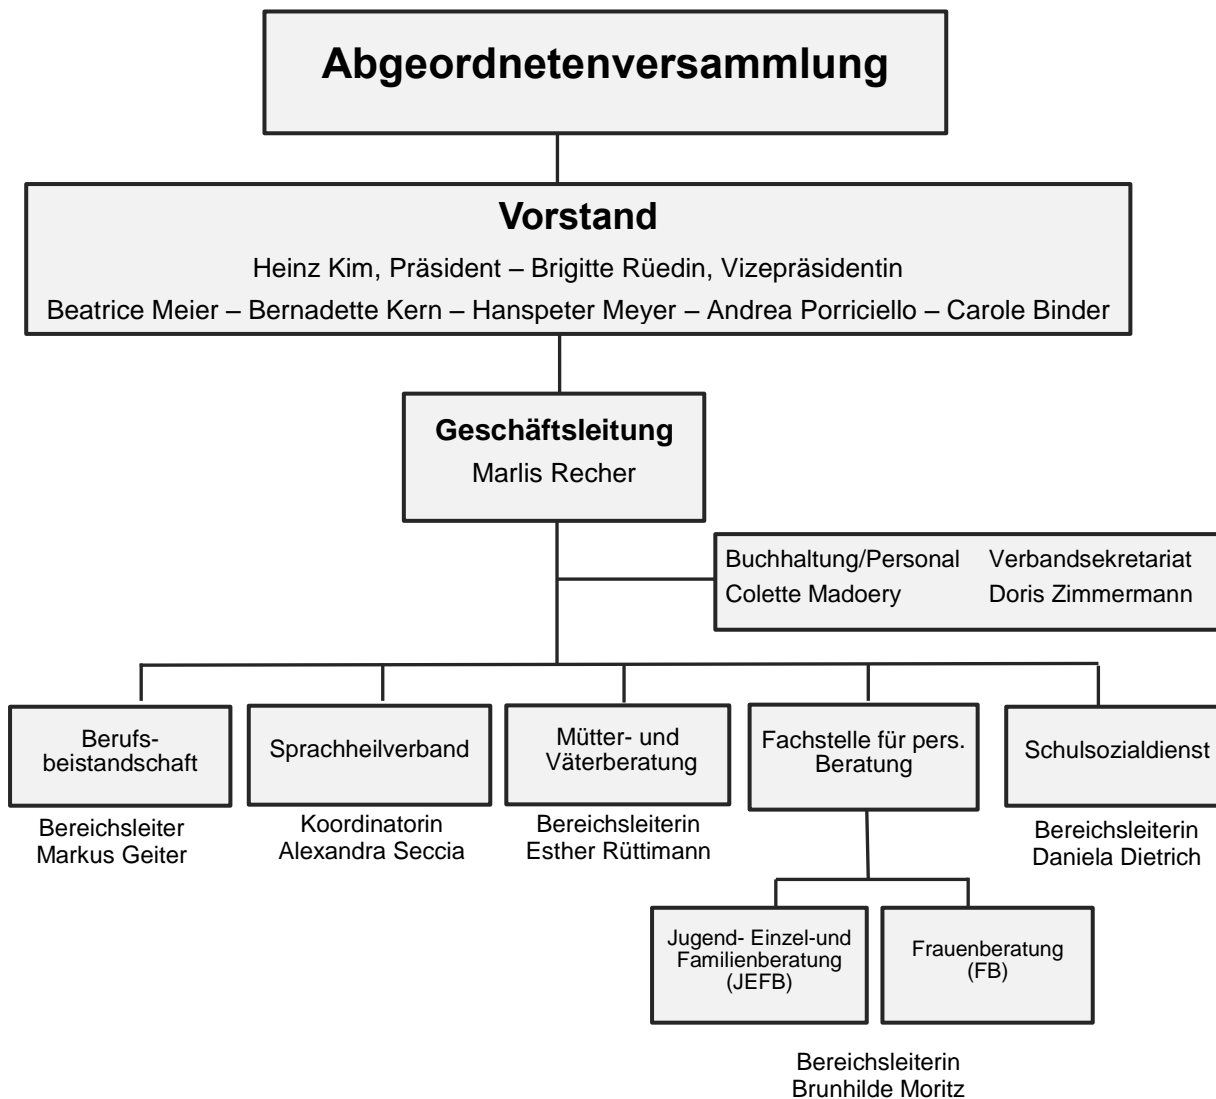 Abgeordnetenversammlung
Vorstand
Heinz Kim, Präsident – Brigitte Rüedin, Vizepräsidentin
Beatrice Meier – Bernadette Kern – Hanspeter Meyer – Andrea Porriciello – Carole Binder
Geschäftsleitung
Marlis Recher
Buchhaltung/Personal
Colette Madoery
Verbandsekretariat
Doris Zimmermann
Berufs-
beistandschaft
Bereichsleiter
Markus Geiter
Sprachheilverband
Koordinatorin
Alexandra Seccia
Mütter- und
Väterberatung
Bereichsleiterin
Esther Rüttimann
Fachstelle für pers.
Beratung
Schulsozialdienst
Bereichsleiterin
Daniela Dietrich
Jugend- Einzel-und
Familienberatung
(JEFB)
Frauenberatung
(FB)
Bereichsleiterin
Brunhilde Moritz